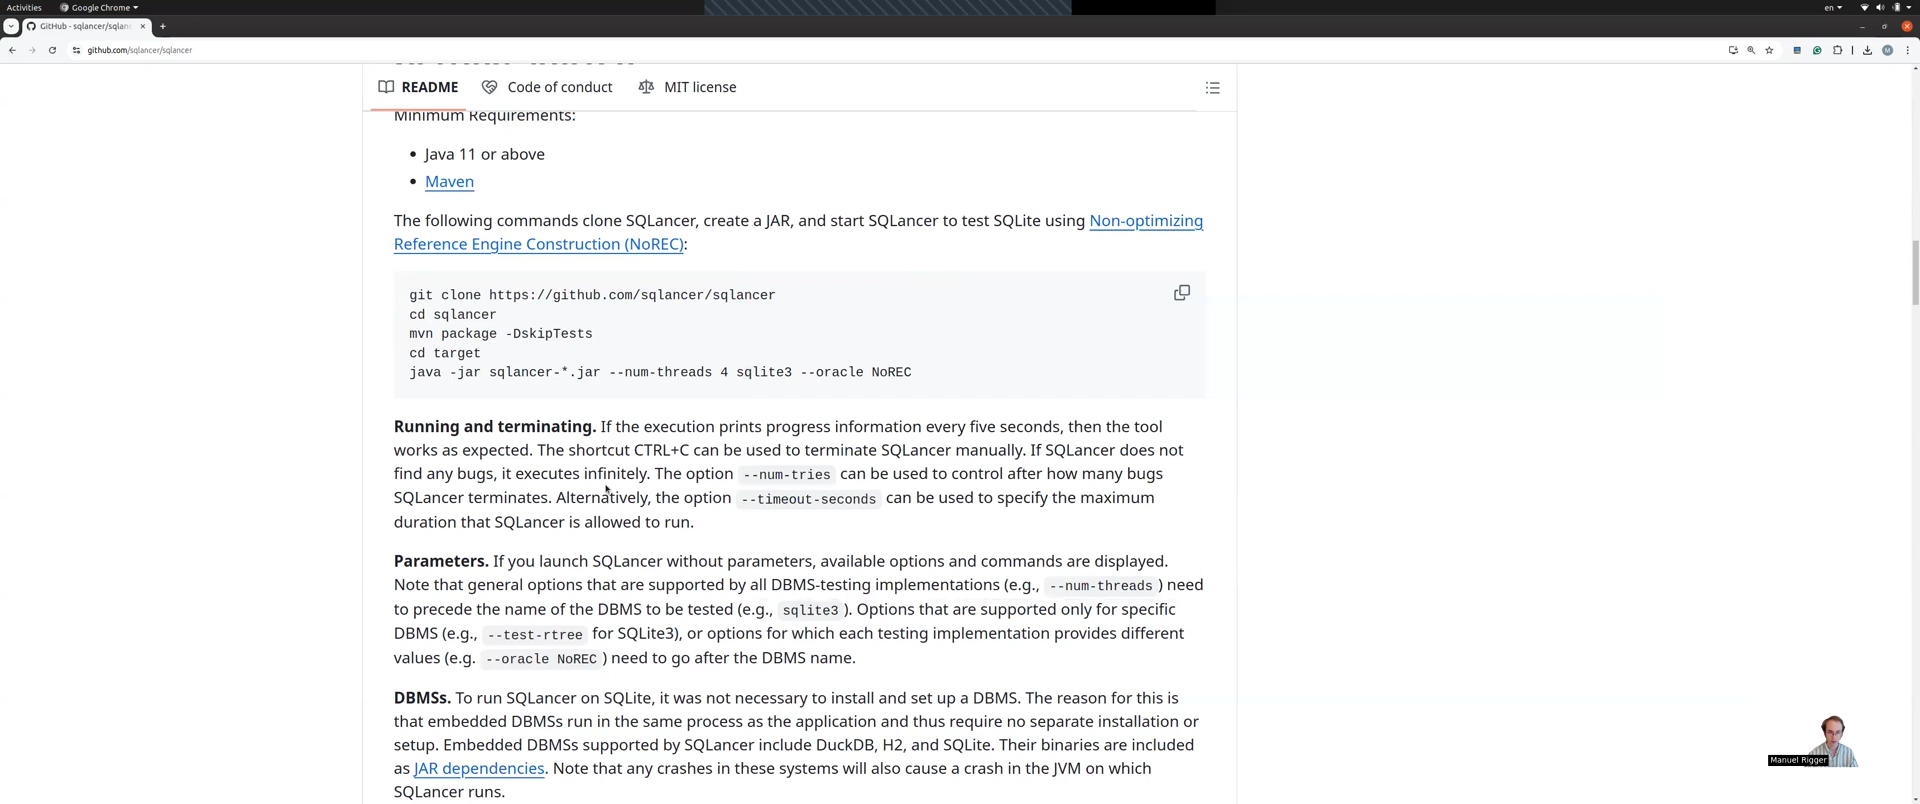 Activities
Google Chrome
en
GitHub - sqlancer/sqlan
github.com/sqlancer/sqlancer
M
README
Code of conduct
MIT license
Minimum Requirements:
Java 11 or above
Maven
The following commands clone SQLancer, create a JAR, and start SQLancer to test SQLite using Non-optimizing
Reference Engine Construction (NoREC):
git clone https://github.com/sqlancer/sqlancer
cd sqlancer
mvn package -DskipTests
cd target
java -jar sqlancer-*.jar --num-threads 4 sqlite3 --oracle NoREC
Running and terminating. If the execution prints progress information every five seconds, then the tool
works as expected. The shortcut CTRL+C can be used to terminate SQLancer manually. If SQLancer does not
find any bugs, it executes infinitely. The option --num-tries can be used to control after how many bugs
SQLancer terminates. Alternatively, the option --timeout-seconds can be used to specify the maximum
duration that SQLancer is allowed to run.
Parameters. If you launch SQLancer without parameters, available options and commands are displayed.
Note that general options that are supported by all DBMS-testing implementations (e.g., --num-threads ) need
to precede the name of the DBMS to be tested (e.g., sqlite3 ). Options that are supported only for specific
DBMS (e.g., --test-rtree for SQLite3), or options for which each testing implementation provides different
values (e.g. --oracle NoREC ) need to go after the DBMS name.
DBMSs. To run SQLancer on SQLite, it was not necessary to install and set up a DBMS. The reason for this is
that embedded DBMSs run in the same process as the application and thus require no separate installation or
setup. Embedded DBMSs supported by SQLancer include DuckDB, H2, and SQLite. Their binaries are included
as JAR dependencies. Note that any crashes in these systems will also cause a crash in the JVM on which
SQLancer runs.
Manuel Rigger